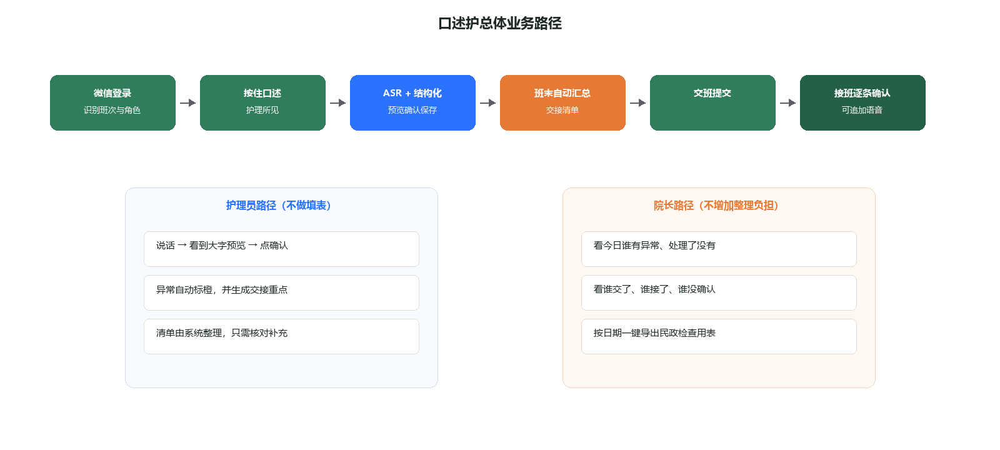 口述护总体业务路径
微信登录
识别班次与角色
按住口述
护理所见
ASR + 结构化
预览确认保存
班末自动汇总
交接清单
交班提交
接班逐条确认
可追加语音
护理员路径（不做填表）
说话 → 看到大字预览 → 点确认
异常自动标橙，并生成交接重点
清单由系统整理，只需核对补充
院长路径（不增加整理负担）
看今日谁有异常、处理了没有
看谁交了、谁接了、谁没确认
按日期一键导出民政检查用表